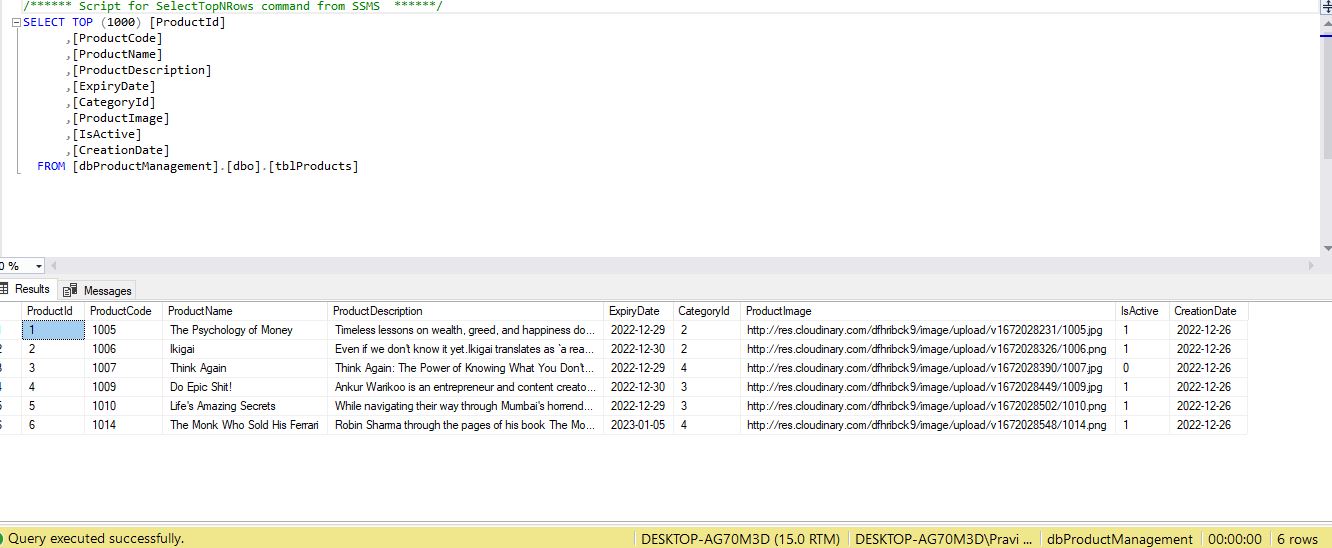 /****** Script for SelectTopNRows command from SSMS  ******/
SELECT TOP (1000) [ProductId]
,[ProductCode]
,[ProductName]
,[ProductDescription]
,[ExpiryDate]
,[CategoryId]
,[ProductImage]
,[IsActive]
,[CreationDate]
FROM [dbProductManagement].[dbo].[tblProducts]
0 %
Results Messages
ProductId ProductCode ProductName ProductDescription ExpiryDate CategoryId ProductImage IsActive CreationDate
1 1005 The Psychology of Money Timeless lessons on wealth, greed, and happiness do... 2022-12-29 2 http://res.cloudinary.com/dfhribck9/image/upload/v1672028231/1005.jpg 1 2022-12-26
2 2 1006 Ikigai Even if we don't know it yet.Ikigai translates as `a rea... 2022-12-30 2 http://res.cloudinary.com/dfhribck9/image/upload/v1672028326/1006.png 1 2022-12-26
3 3 1007 Think Again Think Again: The Power of Knowing What You Don't... 2022-12-29 4 http://res.cloudinary.com/dfhribck9/image/upload/v1672028390/1007.jpg 0 2022-12-26
4 1009 Do Epic Shit! Ankur Warikoo is an entrepreneur and content creato... 2022-12-30 3 http://res.cloudinary.com/dfhribck9/image/upload/v1672028449/1009.jpg 1 2022-12-26
5 5 1010 Life's Amazing Secrets While navigating their way through Mumbai's horrend... 2022-12-29 3 http://res.cloudinary.com/dfhribck9/image/upload/v1672028502/1010.png 1 2022-12-26
6 6 1014 The Monk Who Sold His Ferrari Robin Sharma through the pages of his book The Mo... 2023-01-05 4 http://res.cloudinary.com/dfhribck9/image/upload/v1672028548/1014.png 1 2022-12-26
Query executed successfully. DESKTOP-AG70M3D (15.0 RTM) DESKTOP-AG70M3D\Pravi ... dbProductManagement 00:00:00 6 rows